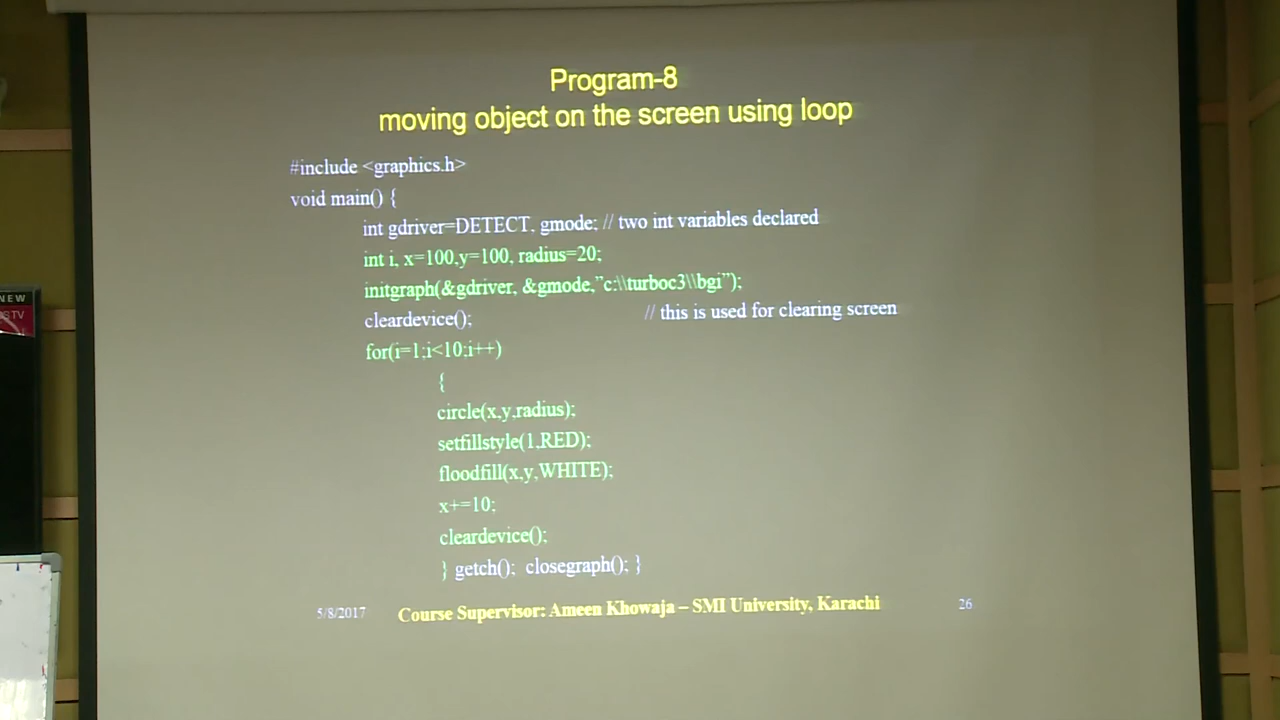 Program-8
moving object on the screen using loop
#include <graphics.h>
void main() {
int gdriver=DETECT, gmode; // two int variables declared
int i, x=100,y=100, radius=20;
initgraph(&gdriver, &gmode,”c:\\turboc3\\bgi”);
cleardevice(); // this is used for clearing screen
for(i=1;i<10;i++)
{
circle(x,y,radius);
setfillstyle(1,RED);
floodfill(x,y,WHITE);
x+=10;
cleardevice();
} getch(); closegraph(); }
5/8/2017 Course Supervisor: Ameen Khowaja – SMI University, Karachi 26
NEW